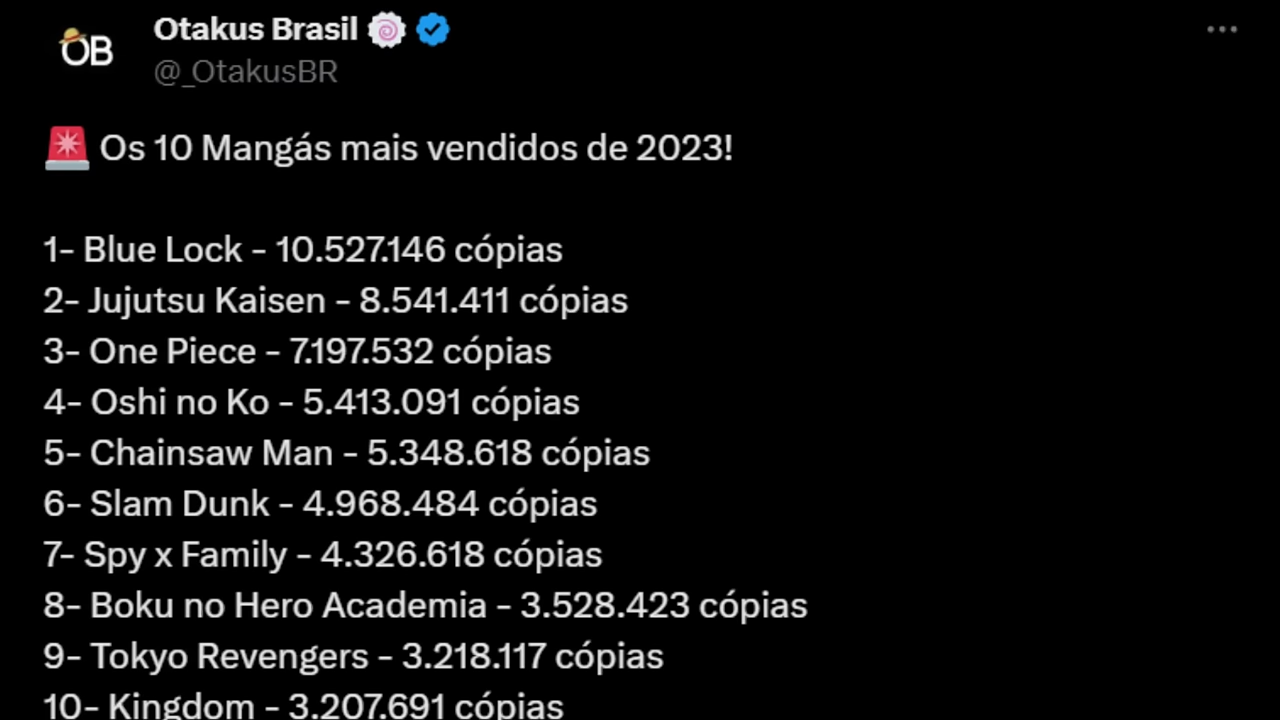 OB
Otakus Brasil
@_OtakusBR
Os 10 Mangás mais vendidos de 2023!
1- Blue Lock - 10.527.146 cópias
2- Jujutsu Kaisen - 8.541.411 cópias
3- One Piece - 7.197.532 cópias
4- Oshi no Ko - 5.413.091 cópias
5- Chainsaw Man - 5.348.618 cópias
6- Slam Dunk - 4.968.484 cópias
7- Spy x Family - 4.326.618 cópias
8- Boku no Hero Academia - 3.528.423 cópias
9- Tokyo Revengers - 3.218.117 cópias
10- Kingdom - 3.207.691 cópias